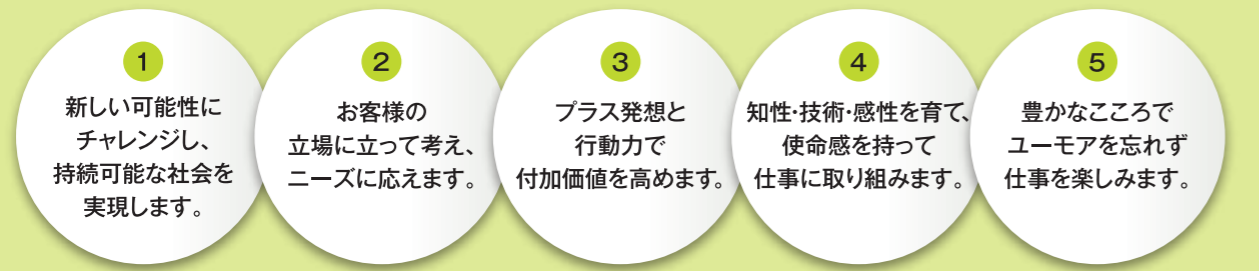 1
新しい可能性に
チャレンジし、
持続可能な社会を
実現します。
2
お客様の
立場に立って考え、
ニーズに応えます。
3
プラス発想と
行動力で
付加価値を高めます。
4
知性・技術・感性を育て、
使命感を持って
仕事に取り組みます。
5
豊かなこころで
ユーモアを忘れず
仕事を楽しみます。